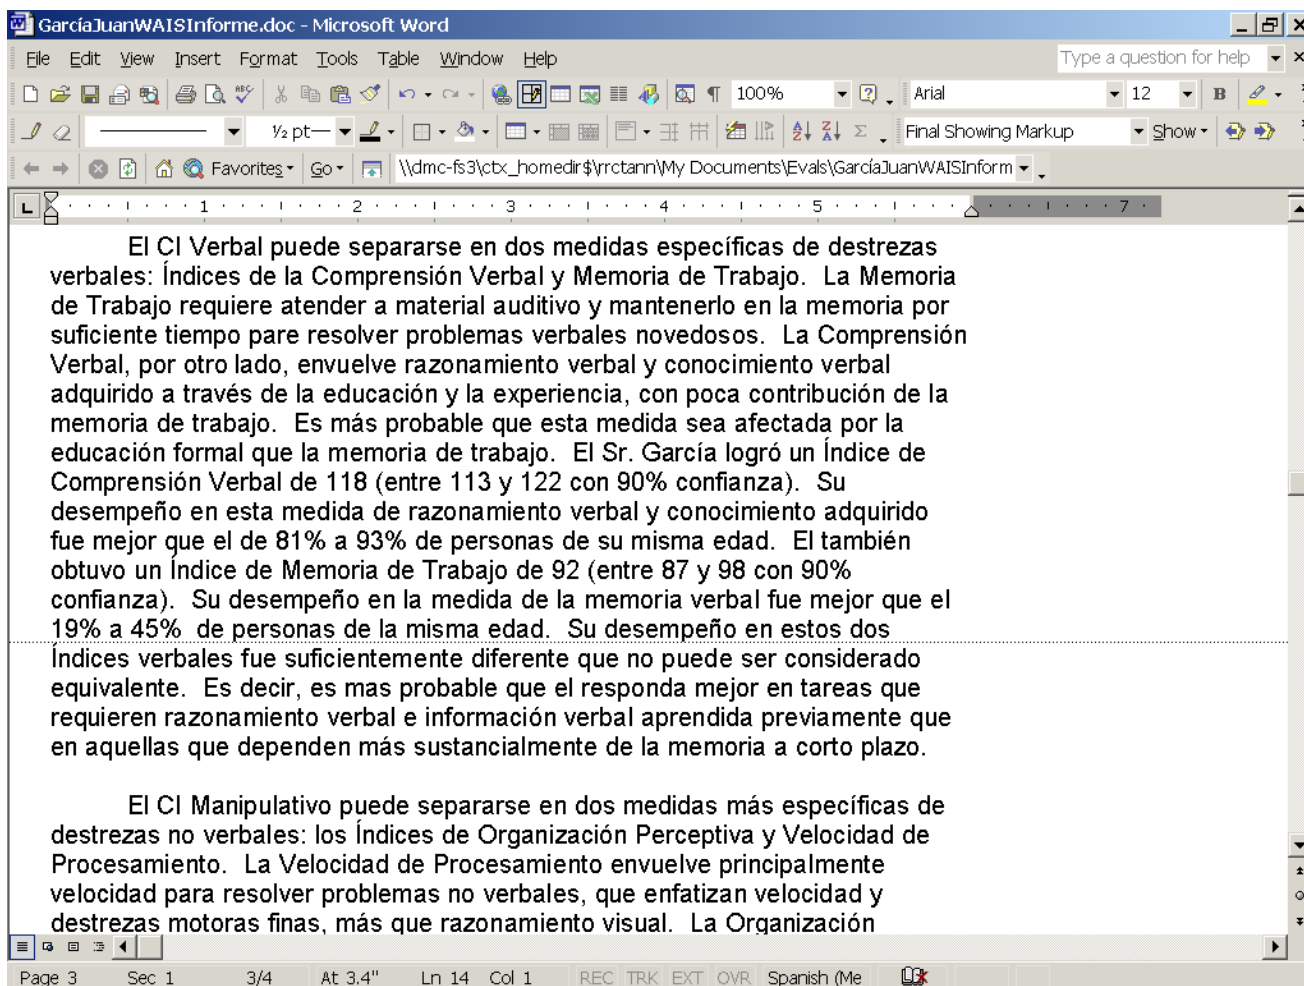 GarcíaJuanWAISInforme.doc - Microsoft Word
File Edit View Insert Format Tools Table Window Help Type a question for help
100% Arial 12 B
½ pt Final Showing Markup Show
Favorites Go \\dmc-fs3\ctx_homedir$\rrctann\My Documents\Evals\GarcíaJuanWAISInform
1 2 3 4 5 7
El CI Verbal puede separarse en dos medidas específicas de destrezas
verbales: Índices de la Comprensión Verbal y Memoria de Trabajo. La Memoria
de Trabajo requiere atender a material auditivo y mantenerlo en la memoria por
suficiente tiempo pare resolver problemas verbales novedosos. La Comprensión
Verbal, por otro lado, envuelve razonamiento verbal y conocimiento verbal
adquirido a través de la educación y la experiencia, con poca contribución de la
memoria de trabajo. Es más probable que esta medida sea afectada por la
educación formal que la memoria de trabajo. El Sr. García logró un Índice de
Comprensión Verbal de 118 (entre 113 y 122 con 90% confianza). Su
desempeño en esta medida de razonamiento verbal y conocimiento adquirido
fue mejor que el de 81% a 93% de personas de su misma edad. El también
obtuvo un Índice de Memoria de Trabajo de 92 (entre 87 y 98 con 90%
confianza). Su desempeño en la medida de la memoria verbal fue mejor que el
19% a 45% de personas de la misma edad. Su desempeño en estos dos
Índices verbales fue suficientemente diferente que no puede ser considerado
equivalente. Es decir, es mas probable que el responda mejor en tareas que
requieren razonamiento verbal e información verbal aprendida previamente que
en aquellas que dependen más sustancialmente de la memoria a corto plazo.
El CI Manipulativo puede separarse en dos medidas más específicas de
destrezas no verbales: los Índices de Organización Perceptiva y Velocidad de
Procesamiento. La Velocidad de Procesamiento envuelve principalmente
velocidad para resolver problemas no verbales, que enfatizan velocidad y
destrezas motoras finas, más que razonamiento visual. La Organización
Page 3 Sec 1 3/4 At 3.4" Ln 14 Col 1 REC TRK EXT OVR Spanish (Me